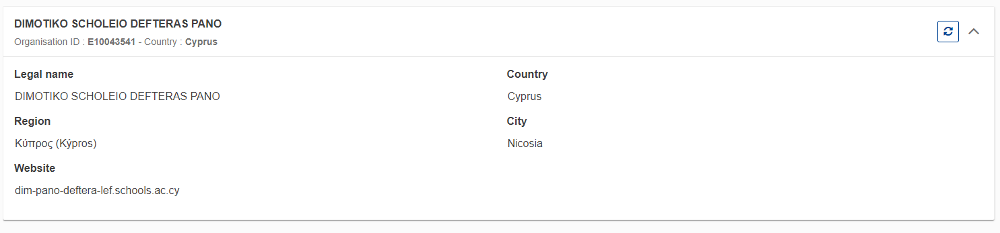 DIMOTIKO SCHOLEIO DEFTERAS PANO
Organisation ID : E10043541 - Country : Cyprus
Legal name
DIMOTIKO SCHOLEIO DEFTERAS PANO
Country
Cyprus
Region
Κύπρος (Kýpros)
City
Nicosia
Website
dim-pano-deftera-lef.schools.ac.cy